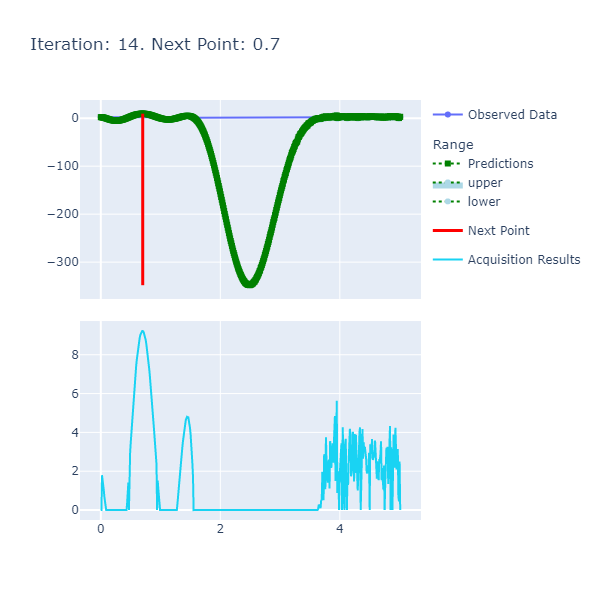 Iteration: 14. Next Point: 0.7
0
−100
−200
−300
Observed Data
Range
Predictions
upper
lower
Next Point
Acquisition Results
8
6
4
2
0
0
2
4